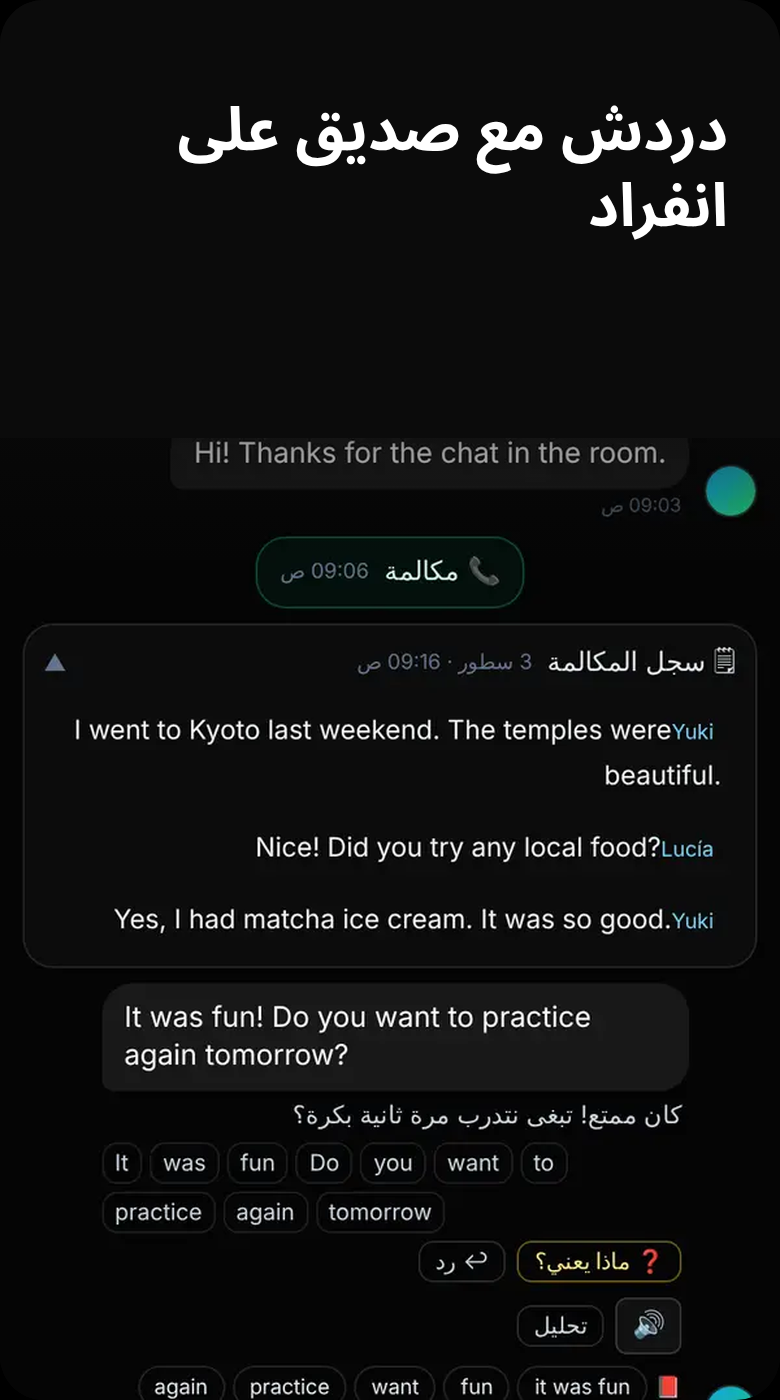 دردش مع صديق على
انفراد
Hi! Thanks for the chat in the room.
09:03 ص
📞 مكالمة 09:06 ص
🗒 سجل المكالمة 3 سطور · 09:16 ص ▲
Yuki I went to Kyoto last weekend. The temples were
beautiful.
Lucía Nice! Did you try any local food?
Yuki Yes, I had matcha ice cream. It was so good.
It was fun! Do you want to practice
again tomorrow?
كان ممتع! تبغى نتدرب مرة ثانية بكرة؟
It was fun Do you want to
practice again tomorrow
❓ ماذا يعني؟ ↩ رد
🔊 تحليل
📕 it was fun fun want practice again